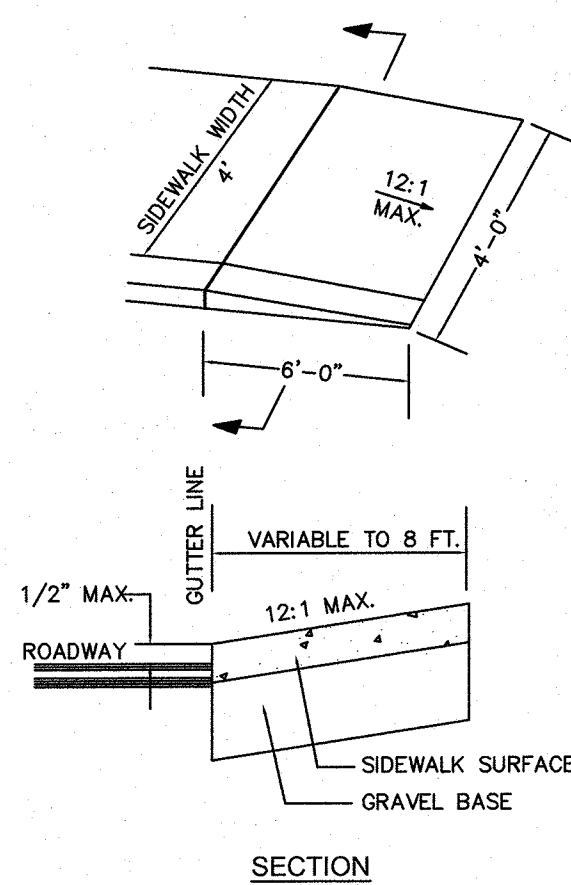 SIDEWALK WIDTH
4'
12:1
MAX.
4'-0"
6'-0"
GUTTER LINE
VARIABLE TO 8 FT.
1/2" MAX.
12:1 MAX.
ROADWAY
SIDEWALK SURFACE
GRAVEL BASE
SECTION